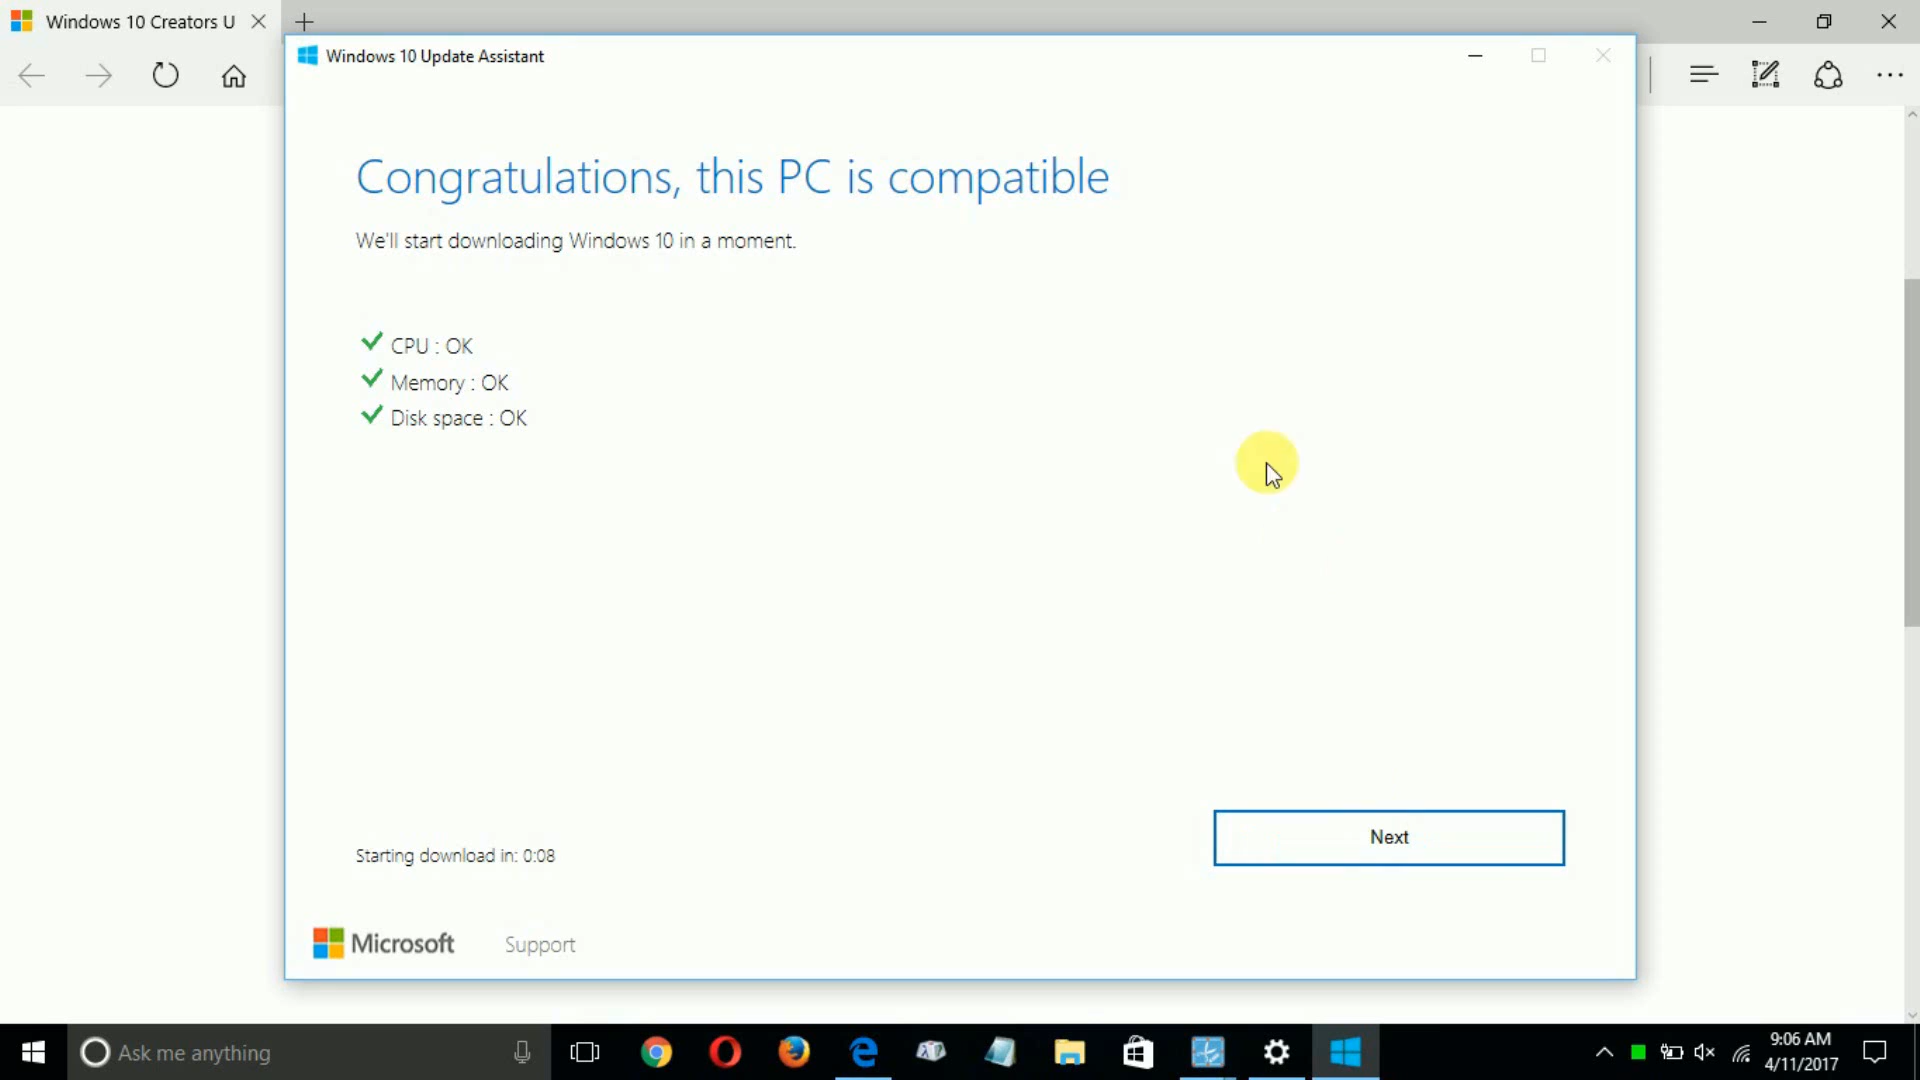 Windows 10 Creators U
Windows 10 Update Assistant
Congratulations, this PC is compatible
We'll start downloading Windows 10 in a moment.
CPU : OK
Memory : OK
Disk space : OK
Next
Starting download in: 0:08
Microsoft
Support
Ask me anything
9:06 AM
4/11/2017